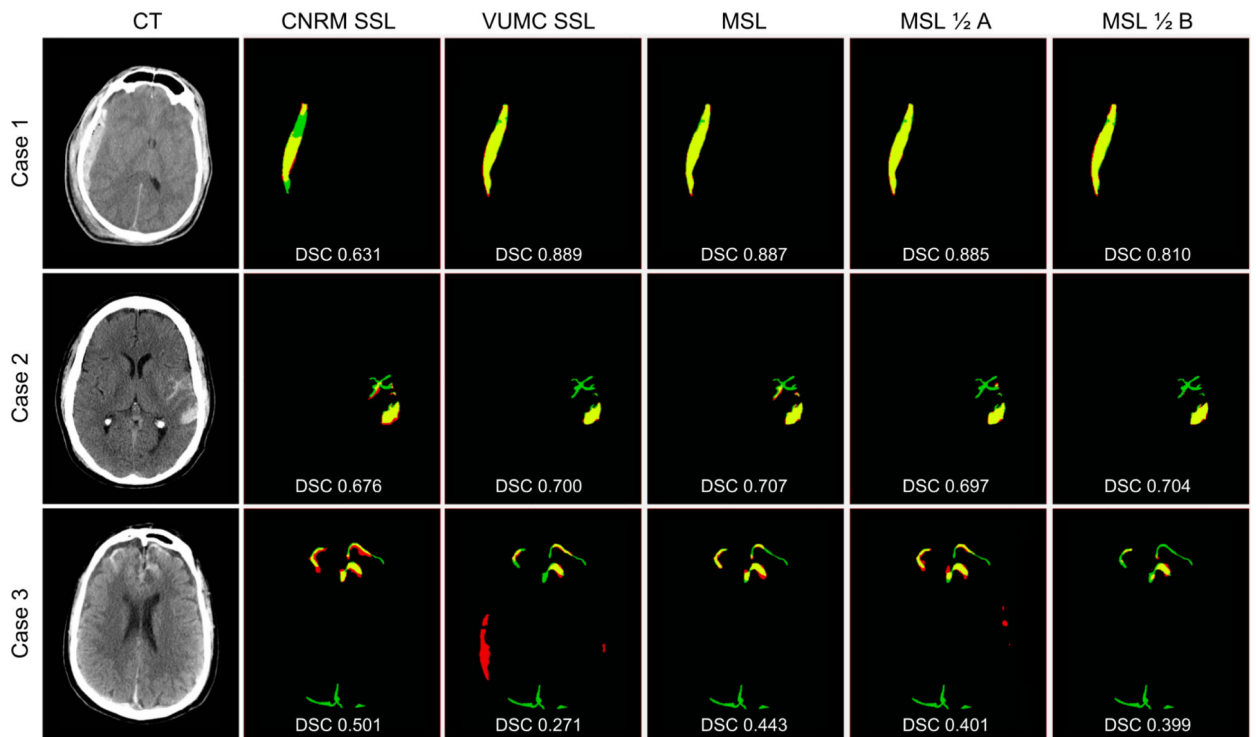 CT CNRM SSL VUMC SSL MSL MSL ½ A MSL ½ B
Case 1
DSC 0.631 DSC 0.889 DSC 0.887 DSC 0.885 DSC 0.810
Case 2
DSC 0.676 DSC 0.700 DSC 0.707 DSC 0.697 DSC 0.704
Case 3
DSC 0.501 DSC 0.271 DSC 0.443 DSC 0.401 DSC 0.399